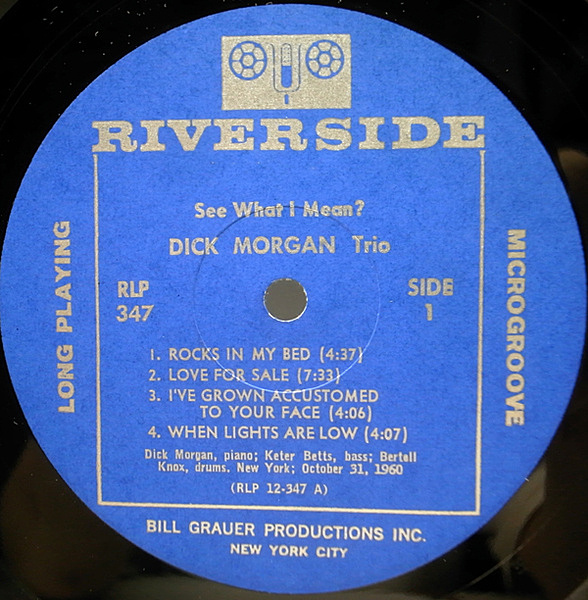 RIVERSIDE
See What I Mean?
DICK MORGAN Trio
RLP
347
SIDE
1
LONG PLAYING
MICROGROOVE
1. ROCKS IN MY BED (4:37)
2. LOVE FOR SALE (7:33)
3. I'VE GROWN ACCUSTOMED
TO YOUR FACE (4:06)
4. WHEN LIGHTS ARE LOW (4:07)
Dick Morgan, piano; Keter Betts, bass; Bertell
Knox, drums. New York; October 31, 1960
(RLP 12-347 A)
BILL GRAUER PRODUCTIONS INC.
NEW YORK CITY